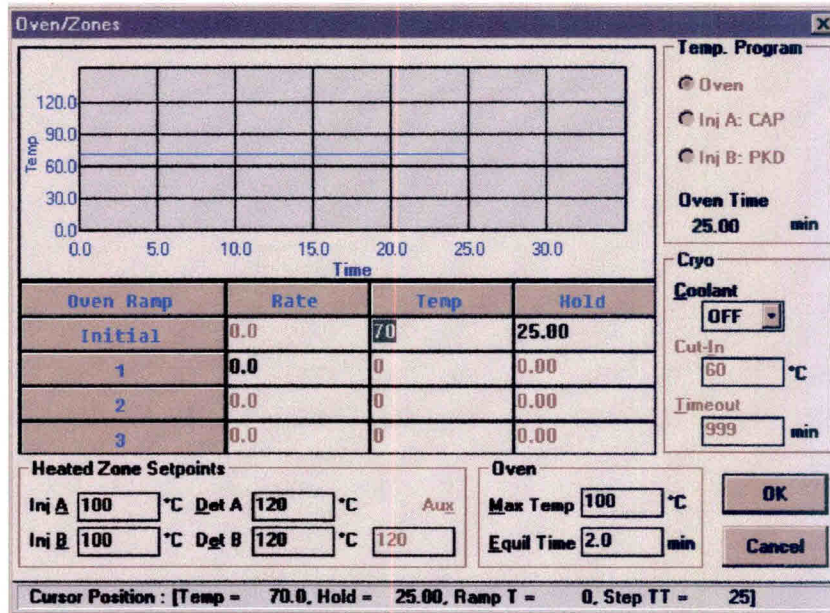 Oven/Zones
Temp. Program
Oven
Inj A: CAP
Inj B: PKD
Oven Time
25.00 min
120.0
90.0
60.0
30.0
0.0
Temp
0.0 5.0 10.0 15.0 20.0 25.0 30.0
Time
Cryo
Coolant
OFF
Cut-In
60 °C
Timeout
999 min
Oven Ramp Rate Temp Hold
Initial 0.0 70 25.00
1 0.0 0 0.00
2 0.0 0 0.00
3 0.0 0 0.00
Heated Zone Setpoints
Inj A 100 °C Det A 120 °C Aux
Inj B 100 °C Det B 120 °C 120
Oven
Max Temp 100 °C
Equil Time 2.0 min
OK
Cancel
Cursor Position : [Temp = 70.0, Hold = 25.00, Ramp T = 0, Step TT = 25]